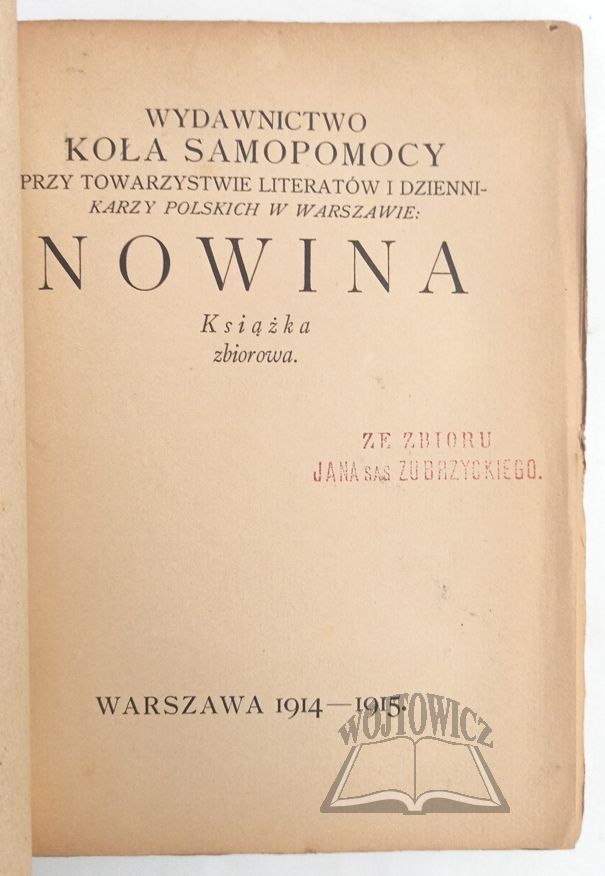 WYDAWNICTWO
KOŁA SAMOPOMOCY
PRZY TOWARZYSTWIE LITERATÓW I DZIENNI-
KARZY POLSKICH W WARSZAWIE:
NOWINA
Książka
zbiorowa.
ZE ZBIORU
JANA SAS ZUBRZYCKIEGO.
WARSZAWA 1914—1915.
WÓJTOWICZ